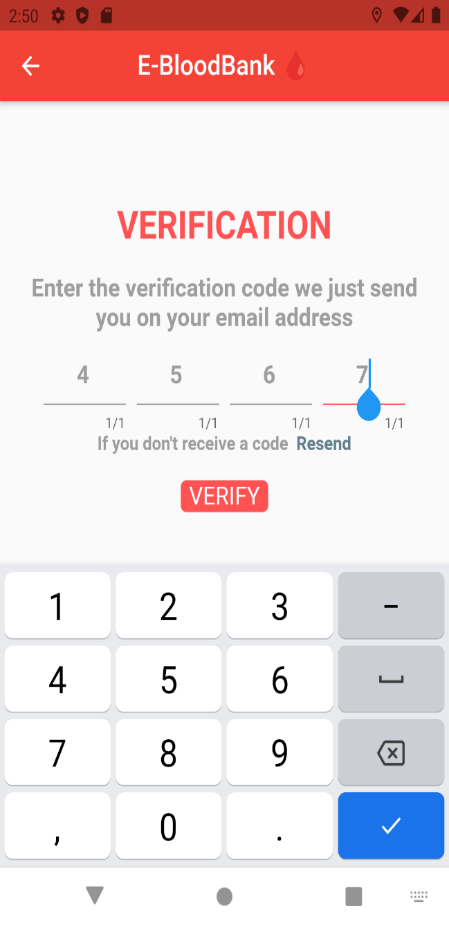 2:50
E-BloodBank
VERIFICATION
Enter the verification code we just send
you on your email address
4 5 6 7
1/1 1/1 1/1 1/1
If you don't receive a code Resend
VERIFY
1 2 3 -
4 5 6
7 8 9
, 0 .